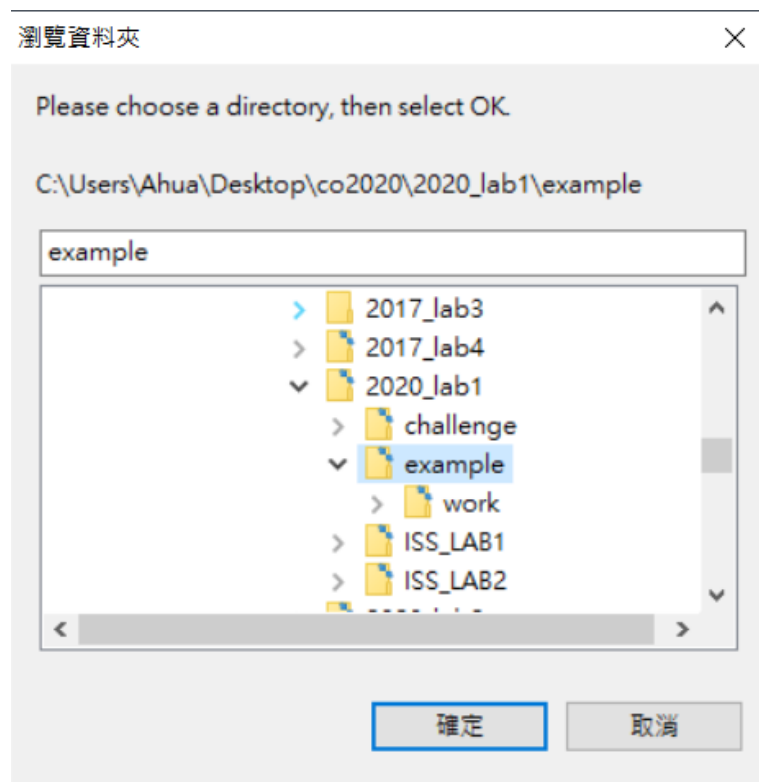 瀏覽資料夾
Please choose a directory, then select OK.
C:\Users\Ahua\Desktop\co2020\2020_lab1\example
example
2017_lab3
2017_lab4
2020_lab1
challenge
example
work
ISS_LAB1
ISS_LAB2
確定
取消